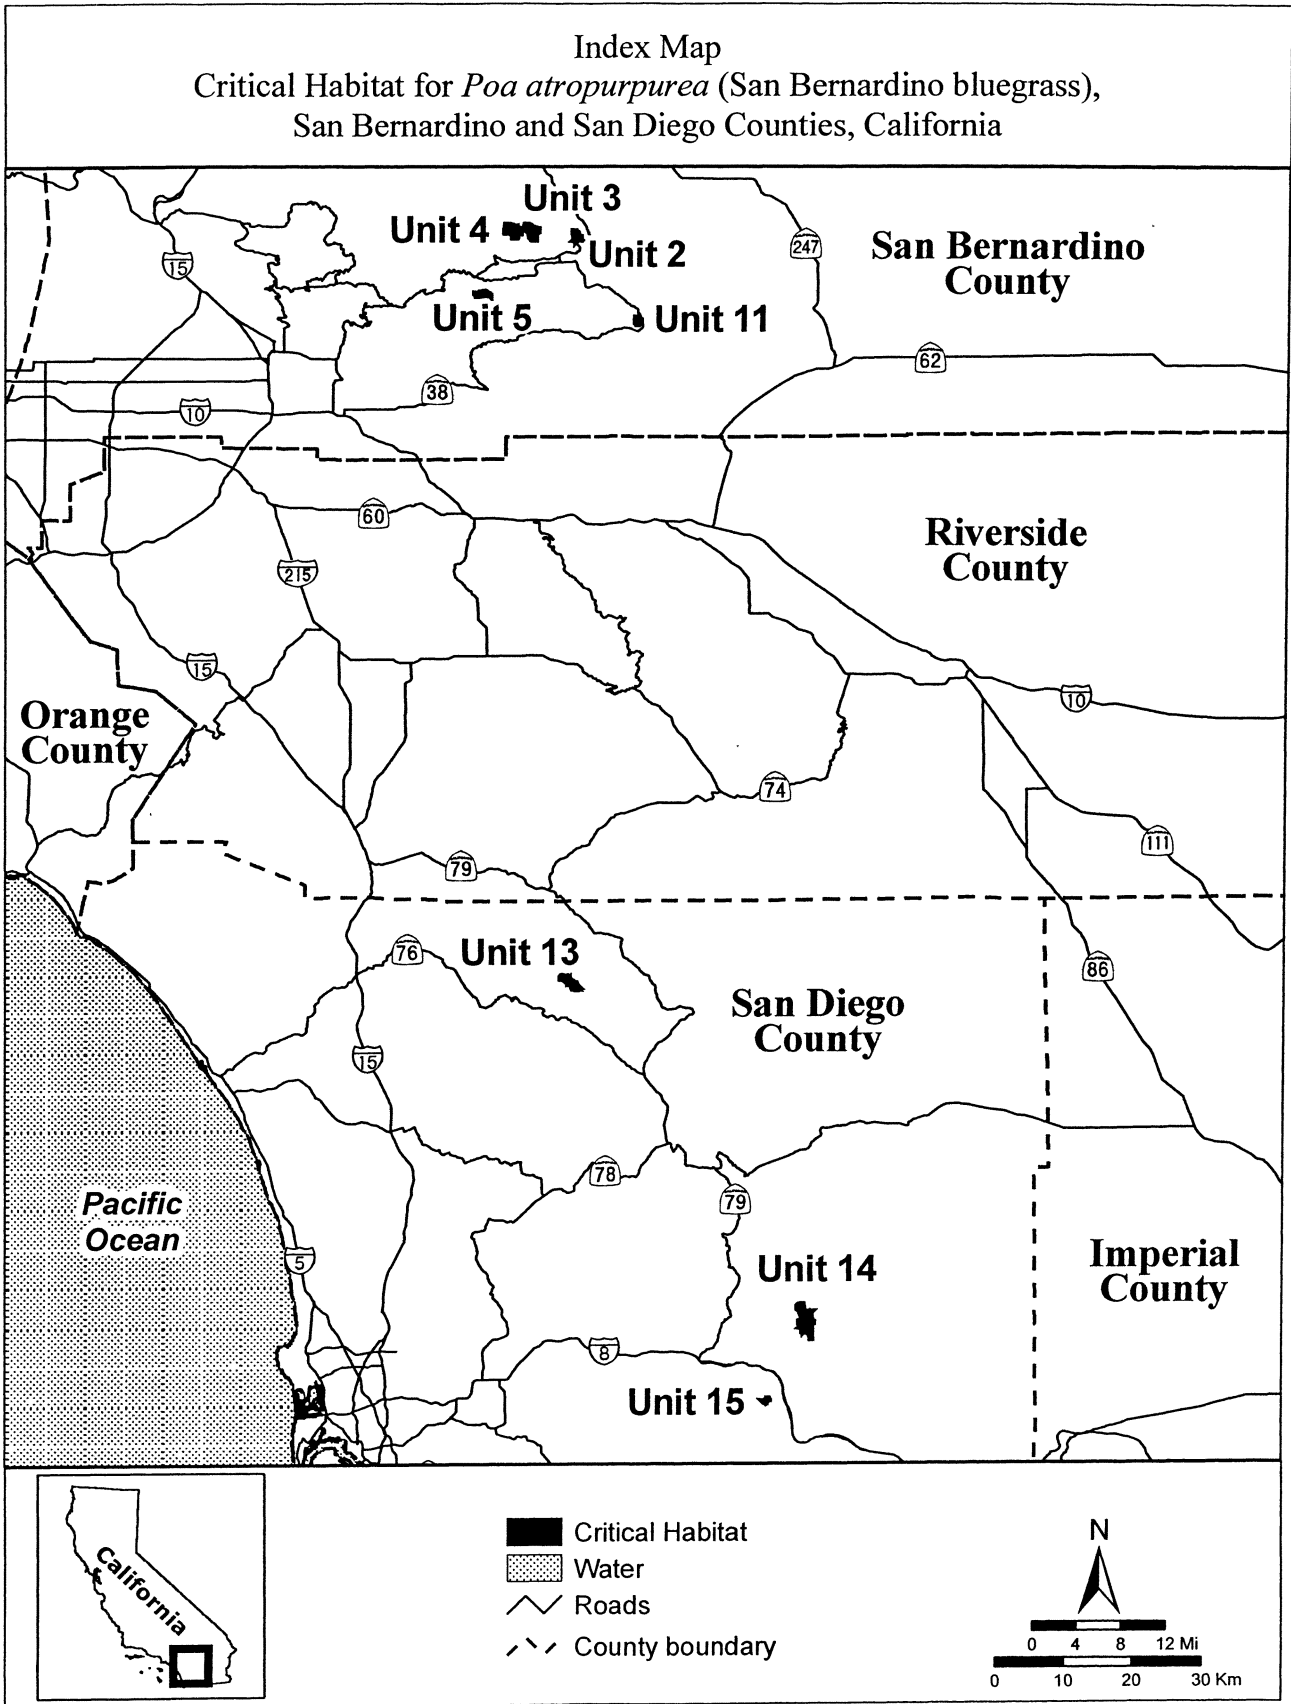 Index Map
Critical Habitat for Poa atropurpurea (San Bernardino bluegrass),
San Bernardino and San Diego Counties, California
Unit 3
Unit 4
Unit 2
247
San Bernardino
County
15
Unit 5
Unit 11
62
38
10
60
Riverside
County
215
15
10
Orange
County
74
111
79
76
Unit 13
86
San Diego
County
15
78
79
Pacific
Ocean
5
Unit 14
Imperial
County
8
Unit 15
California
Critical Habitat
Water
Roads
County boundary
N
0 4 8 12 Mi
0 10 20 30 Km